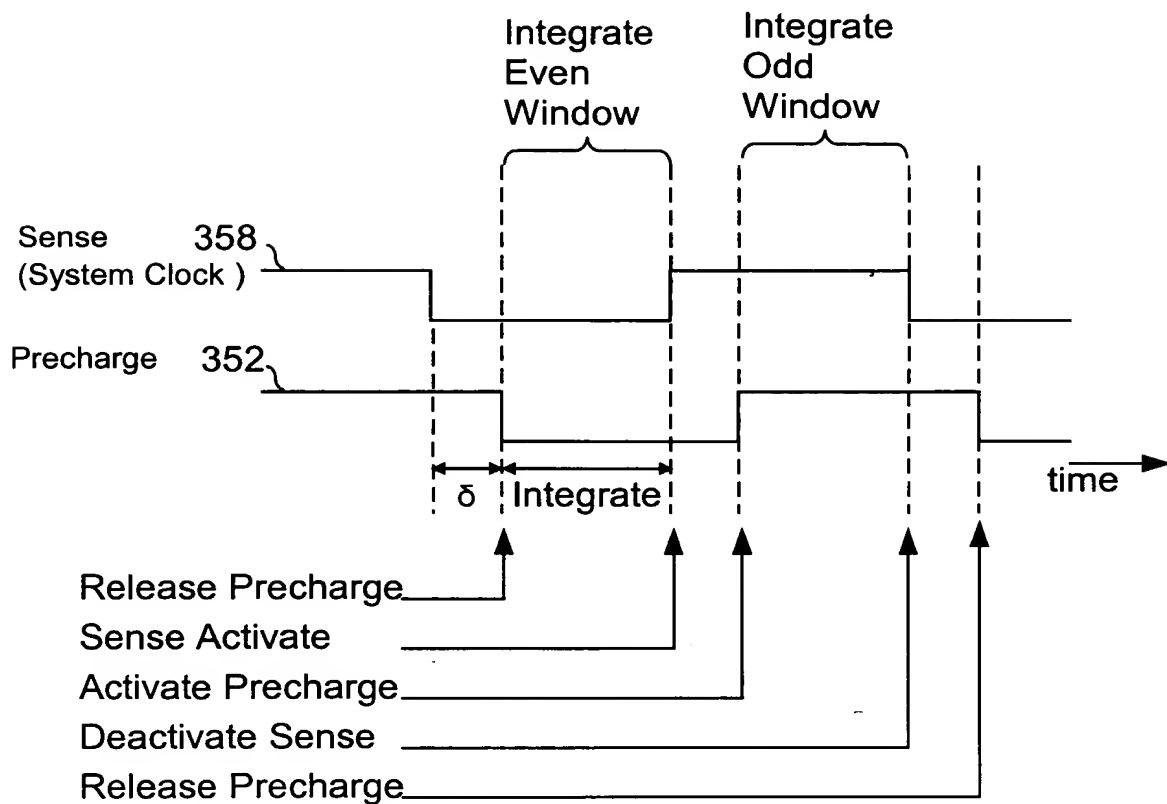 Integrate
Even
Window
Integrate
Odd
Window
Sense 358
(System Clock )
Precharge 352
δ Integrate
time
Release Precharge
Sense Activate
Activate Precharge
Deactivate Sense
Release Precharge